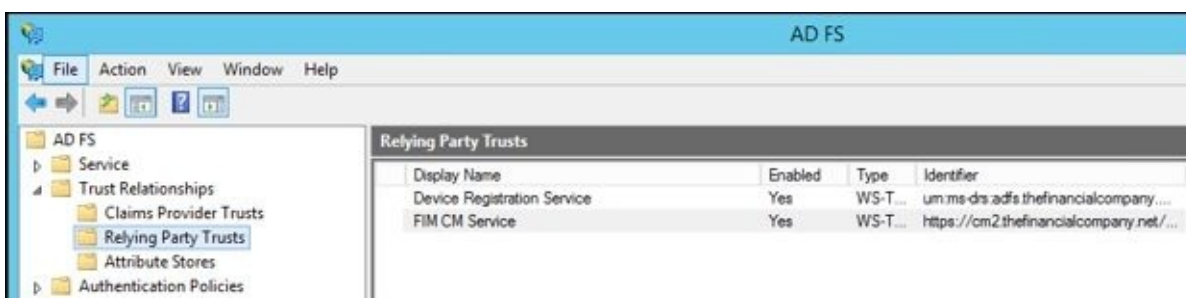 AD FS
File Action View Window Help
AD FS
Service
Trust Relationships
Claims Provider Trusts
Relying Party Trusts
Attribute Stores
Authentication Policies
Relying Party Trusts
Display Name Enabled Type Identifier
Device Registration Service Yes WS-T... urn:ms-drs:adfs.thefinancialcompany....
FIM CM Service Yes WS-T... https://cm2.thefinancialcompany.net/...